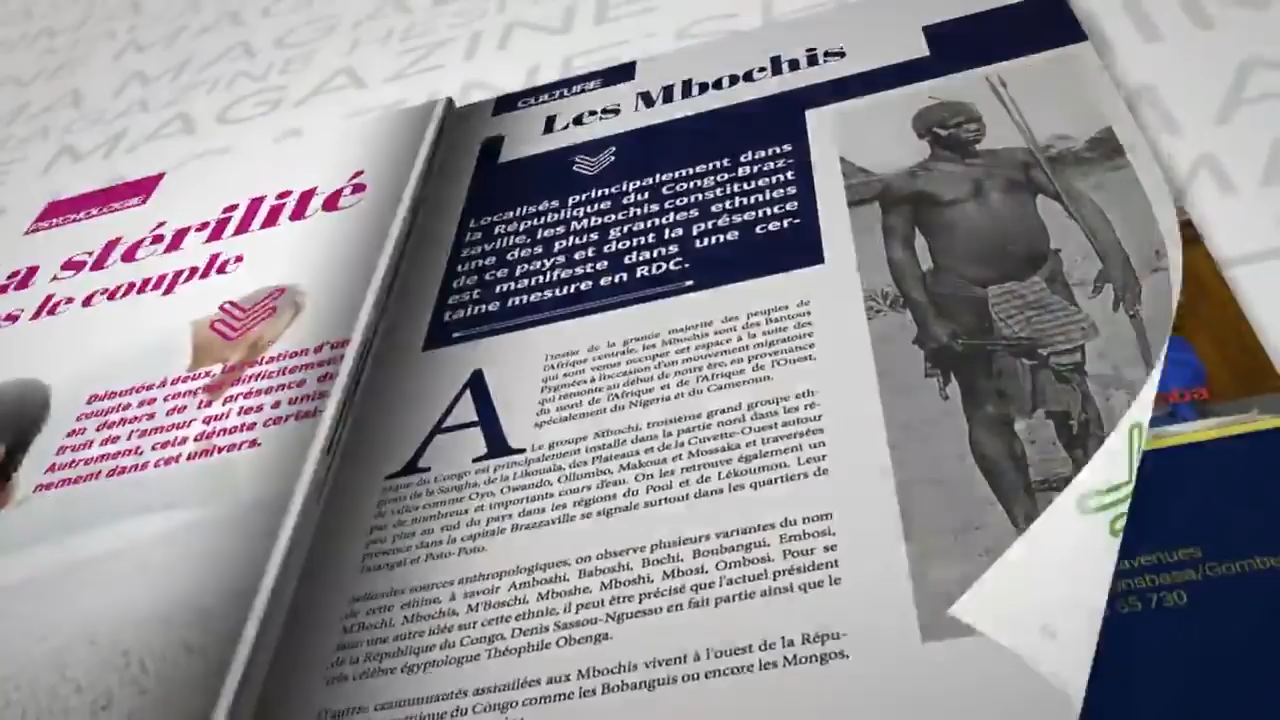 PSYCHOLOGIE
a stérilité
s le couple
Débutée à deux, la relation d'un
couple se conçoit difficilement
en dehors de la présence du
fruit de l'amour qui les a unis.
Autrement, cela dénote certai-
nement dans cet univers.
CULTURE
Les Mbochis
Localisés principalement dans
la République du Congo-Braz-
zaville, les Mbochis constituent
une des plus grandes ethnies
de ce pays et dont la présence
est manifeste dans une cer-
taine mesure en RDC.
A l'instar de la grande majorité des peuples de
l'Afrique centrale, les Mbochis sont des Bantous
qui sont venus occuper cet espace à la suite des
Pygmées à l'occasion d'un mouvement migratoire
qui remonte au début de notre ère, en provenance
du nord de l'Afrique et de l'Afrique de l'Ouest,
spécialement du Nigeria et du Cameroun.
Le groupe Mbochi, troisième grand groupe eth-
nique du Congo est principalement installé dans la partie nord dans les ré-
gions de la Sangha, de la Likouala, des Plateaux et de la Cuvette-Ouest autour
de villes comme Oyo, Owando, Ollombo, Makoua et Mossaka et traversées
par de nombreux et importants cours d'eau. On les retrouve également un
peu plus au sud du pays dans les régions du Pool et de Lékoumou. Leur
présence dans la capitale Brazzaville se signale surtout dans les quartiers de
et Poto-Poto.
Selon des sources anthropologiques, on observe plusieurs variantes du nom
de cette ethine, à savoir Amboshi, Baboshi, Bochi, Boubangui, Embosi,
M'Bochi, Mbochis, M'Boschi, Mboshe, Mboshi, Mbosi, Ombosi. Pour se
une autre idée sur cette ethnie, il peut être précisé que l'actuel président
de la République du Congo, Denis Sassou-Nguesso en fait partie ainsi que le
très célèbre égyptologue Théophile Obenga.
D'autres communautés assimilées aux Mbochis vivent à l'ouest de la Répu-
du Congo comme les Bobanguis ou encore les Mongos,
mba
avenues
inshasa/Gombe
65 730
MAGAZINE